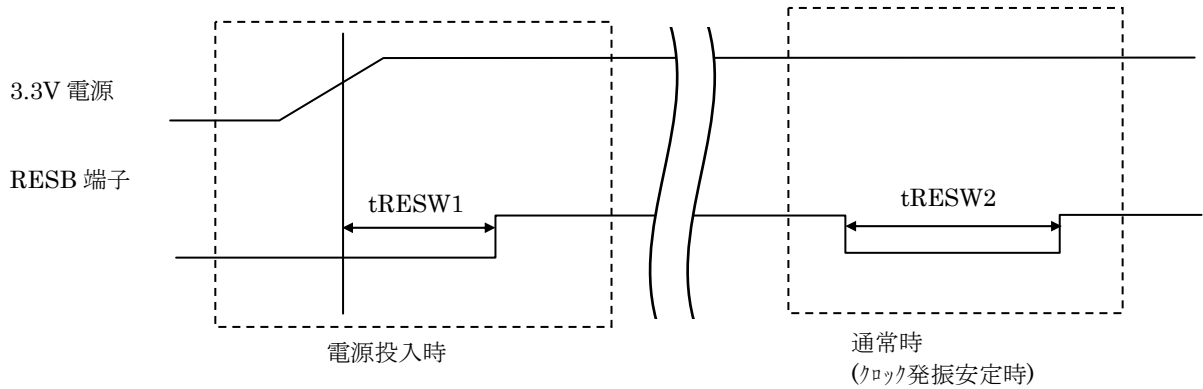 3.3V 電源
RESB 端子
tRESW1
tRESW2
電源投入時
通常時
(ｸﾛｯｸ発振安定時)